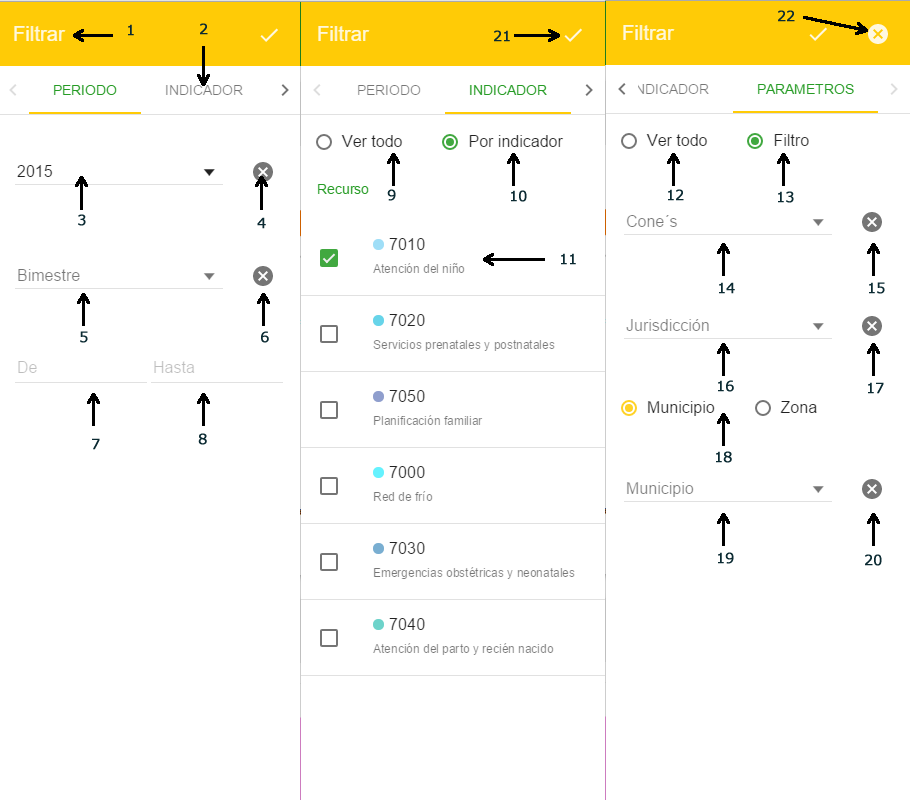 Filtrar 1 2
PERIODO INDICADOR
2015
3 4
Bimestre
5 6
De Hasta
7 8
Filtrar 21
PERIODO INDICADOR
Ver todo Por indicador
Recurso 9 10
7010
Atención del niño 11
7020
Servicios prenatales y postnatales
7050
Planificación familiar
7000
Red de frío
7030
Emergencias obstétricas y neonatales
7040
Atención del parto y recién nacido
22
Filtrar
NDICADOR PARAMETROS
Ver todo Filtro
12 13
Cone´s
14 15
Jurisdicción
16 17
Municipio Zona
18
Municipio
19 20